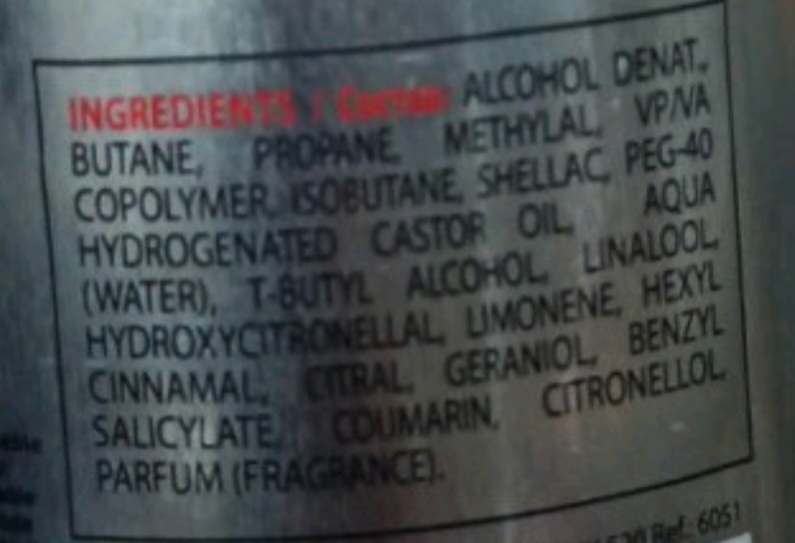 INGREDIENTS / Состав: ALCOHOL DENAT.,
BUTANE, PROPANE, METHYLAL, VP/VA
COPOLYMER, ISOBUTANE, SHELLAC, PEG-40
HYDROGENATED CASTOR OIL, AQUA
(WATER), T-BUTYL ALCOHOL, LINALOOL,
HYDROXYCITRONELLAL, LIMONENE, HEXYL
CINNAMAL, CITRAL, GERANIOL, BENZYL
SALICYLATE, COUMARIN, CITRONELLOL,
PARFUM (FRAGRANCE).
Ref.: 6051